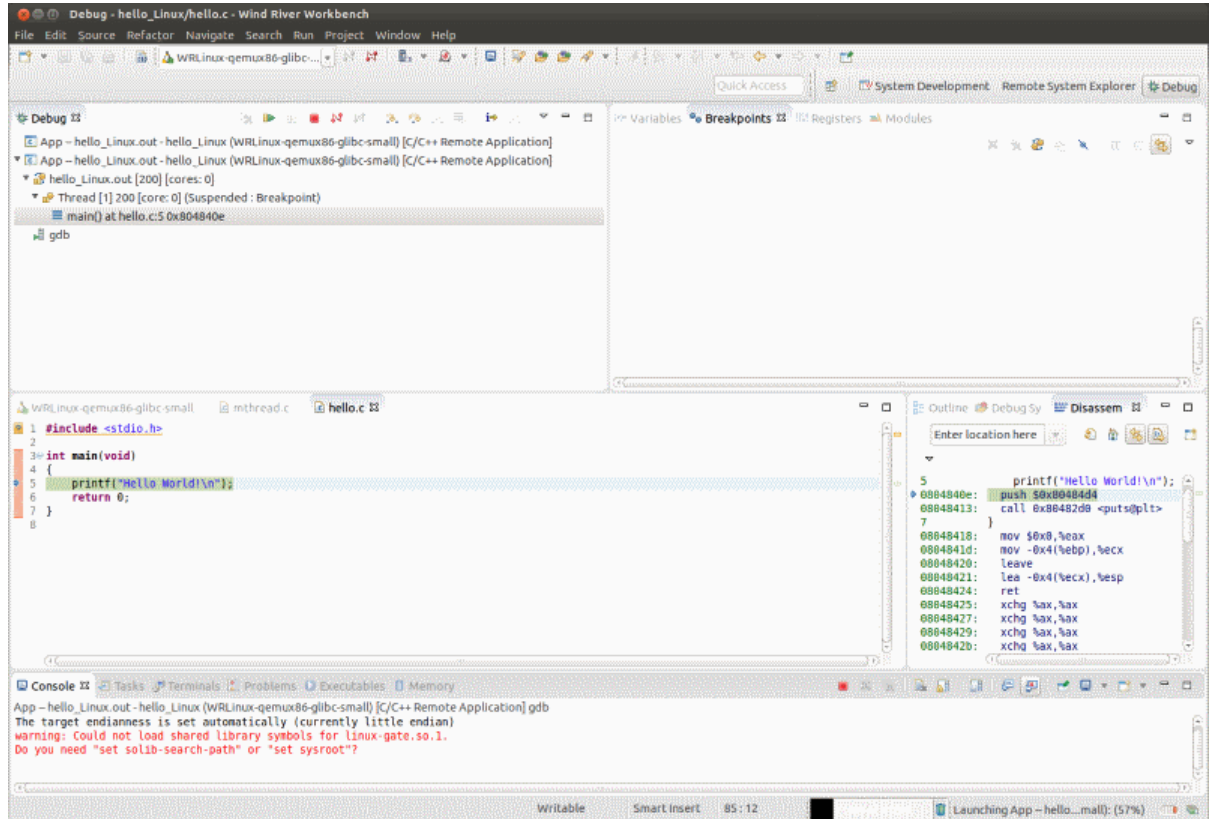 Debug - hello_Linux/hello.c - Wind River Workbench
File Edit Source Refactor Navigate Search Run Project Window Help
WRLinux-qemux86-glibc-...
Quick Access System Development Remote System Explorer Debug
Debug
App – hello_Linux.out - hello_Linux (WRLinux-qemux86-glibc-small) [C/C++ Remote Application]
App – hello_Linux.out - hello_Linux (WRLinux-qemux86-glibc-small) [C/C++ Remote Application]
hello_Linux.out [200] [cores: 0]
Thread [1] 200 [core: 0] (Suspended : Breakpoint)
main() at hello.c:5 0x804840e
gdb
Variables Breakpoints Registers Modules
WRLinux-qemux86-glibc-small mthread.c hello.c
1 #include <stdio.h>
2
3 int main(void)
4 {
5 printf("Hello World!\n");
6 return 0;
7 }
8
Outline Debug Sy Disassem
Enter location here
5 printf("Hello World!\n");
0804840e: push $0x80484d4
08048413: call 0x80482d0 <puts@plt>
7 }
08048418: mov $0x0,%eax
0804841d: mov -0x4(%ebp),%ecx
08048420: leave
08048421: lea -0x4(%ecx),%esp
08048424: ret
08048425: xchg %ax,%ax
08048427: xchg %ax,%ax
08048429: xchg %ax,%ax
0804842b: xchg %ax,%ax
Console Tasks Terminals Problems Executables Memory
App – hello_Linux.out - hello_Linux (WRLinux-qemux86-glibc-small) [C/C++ Remote Application] gdb
The target endianness is set automatically (currently little endian)
warning: Could not load shared library symbols for linux-gate.so.1.
Do you need "set solib-search-path" or "set sysroot"?
Writable Smart Insert 85 : 12 Launching App – hello...mall): (57%)